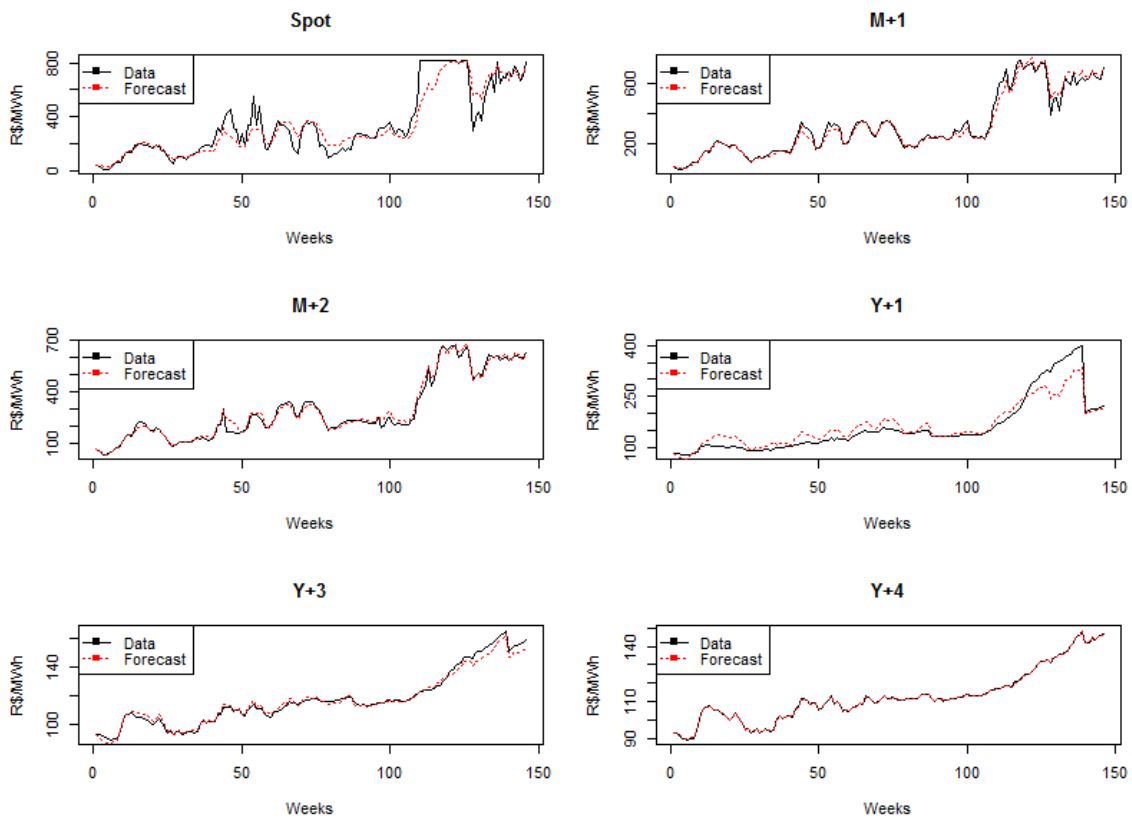 Spot
R$/MWh
800
400
0
Data
Forecast
0 50 100 150
Weeks
M+1
R$/MWh
600
200
Data
Forecast
0 50 100 150
Weeks
M+2
R$/MWh
700
400
100
Data
Forecast
0 50 100 150
Weeks
Y+1
R$/MWh
400
250
100
Data
Forecast
0 50 100 150
Weeks
Y+3
R$/MWh
140
100
Data
Forecast
0 50 100 150
Weeks
Y+4
R$/MWh
140
110
90
Data
Forecast
0 50 100 150
Weeks